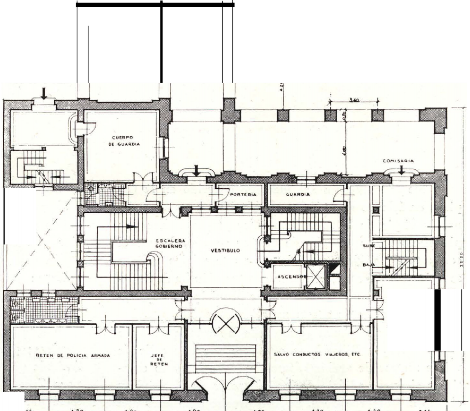 3,60
COMISARIA
CUERPO
DE GUARDIA
PORTERIA
GUARDIA
ESCALERA
GOBIERNO
VESTIBULO
SUBE
BAJA
ASCENSOR
RETEN DE POLICIA ARMADA
JEFE
DE
RETEN
SALVO CONDUCTOS VIAJEROS, ETC.